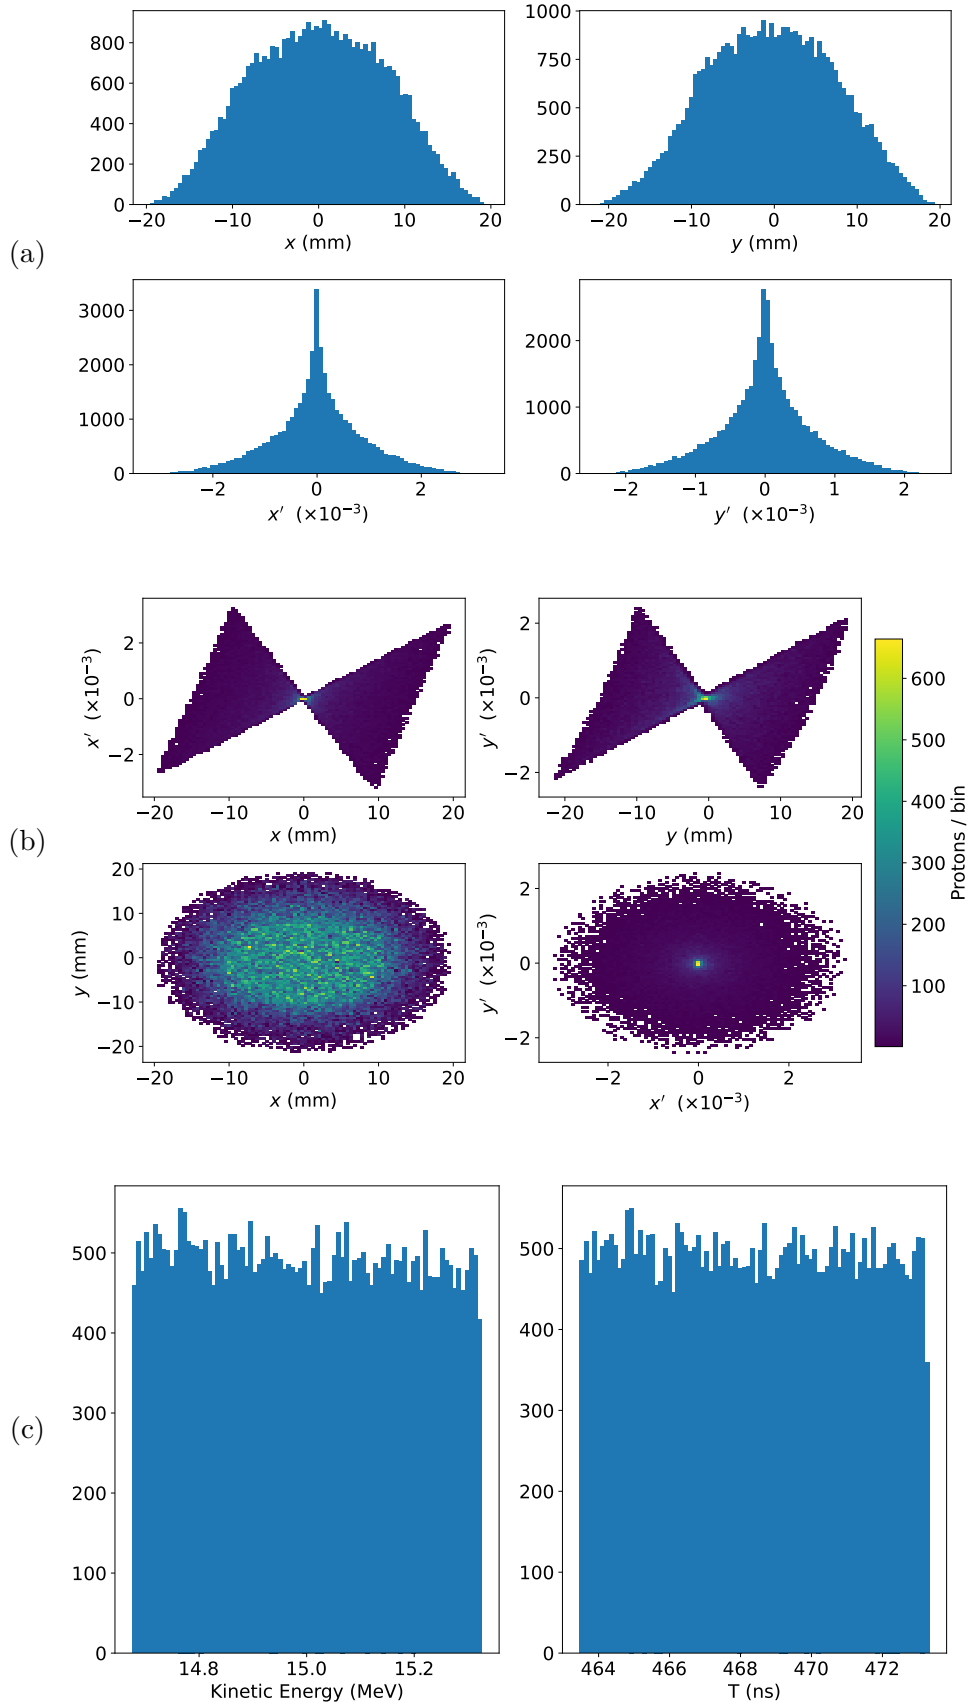 (a)
800
600
400
200
0
−20 −10 0 10 20
x (mm)
1000
750
500
250
0
−20 −10 0 10 20
y (mm)
3000
2000
1000
0
−2 0 2
x′ (×10−3)
2000
1000
0
−2 −1 0 1 2
y′ (×10−3)
(b)
x′ (×10−3)
2
0
−2
−20 −10 0 10 20
x (mm)
y′ (×10−3)
2
0
−2
−20 −10 0 10 20
y (mm)
y (mm)
20
10
0
−10
−20
−20 −10 0 10 20
x (mm)
y′ (×10−3)
2
0
−2
−2 0 2
x′ (×10−3)
600
500
400
300
200
100
Protons / bin
(c)
500
400
300
200
100
0
14.8 15.0 15.2
Kinetic Energy (MeV)
500
400
300
200
100
0
464 466 468 470 472
T (ns)